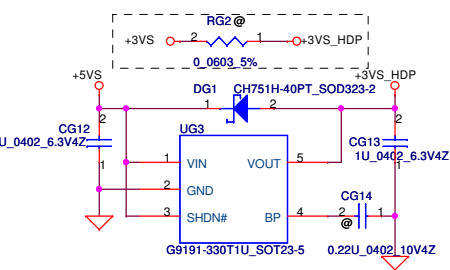 RG2@
+3VS 2 1 +3VS_HDP
0_0603_5%
+5VS +3VS_HDP
DG1 CH751H-40PT_SOD323-2
1 2
2 2
CG12 UG3 CG13
U_0402_6.3V4Z 1U_0402_6.3V4Z
1 1
1 VIN VOUT 5
2 GND
CG14
3 SHDN# BP 4 2 1
@
G9191-330T1U_SOT23-5 0.22U_0402_10V4Z